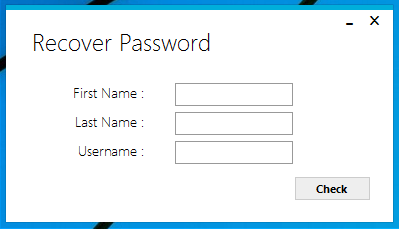 Recover Password
First Name :
Last Name :
Username :
Check